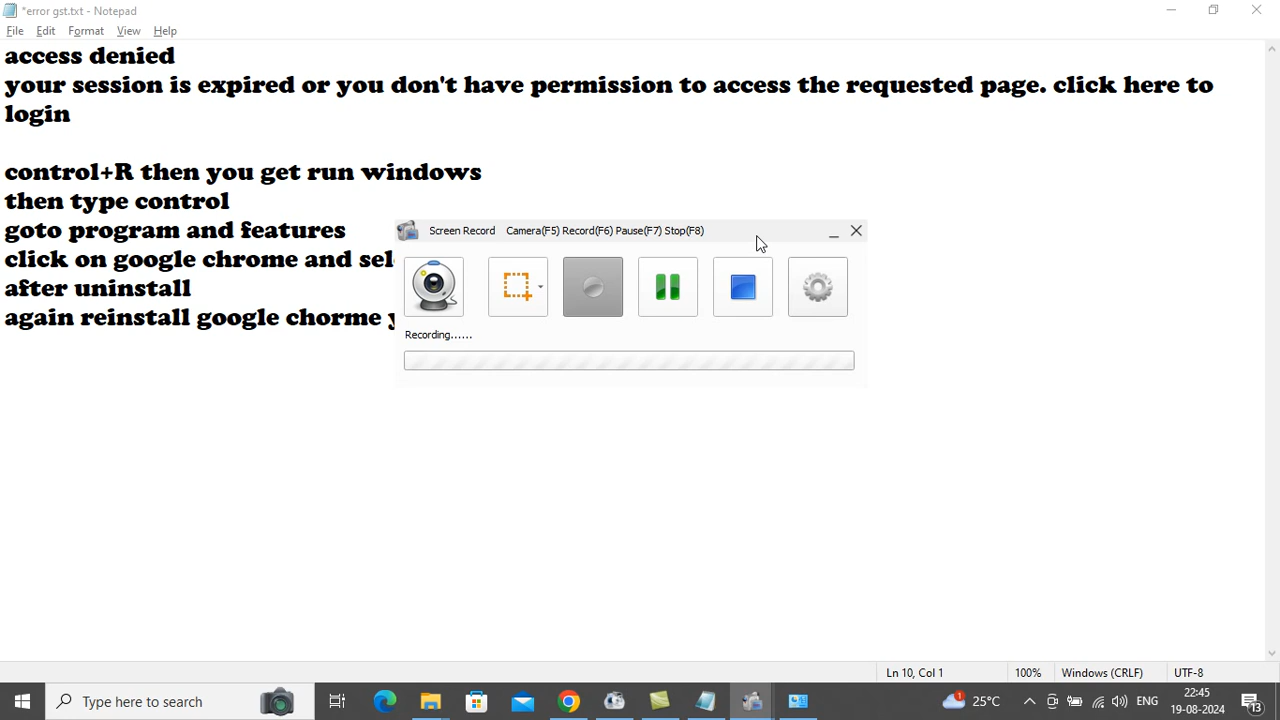 *error gst.txt - Notepad
File Edit Format View Help
access denied
your session is expired or you don't have permission to access the requested page. click here to
login
control+R then you get run windows
then type control
goto program and features
click on google chrome and
after uninstall
again reinstall google chorme
Screen Record Camera(F5) Record(F6) Pause(F7) Stop(F8)
Recording......
Ln 10, Col 1 100% Windows (CRLF) UTF-8
Type here to search
1 25°C ENG 22:45
19-08-2024 13